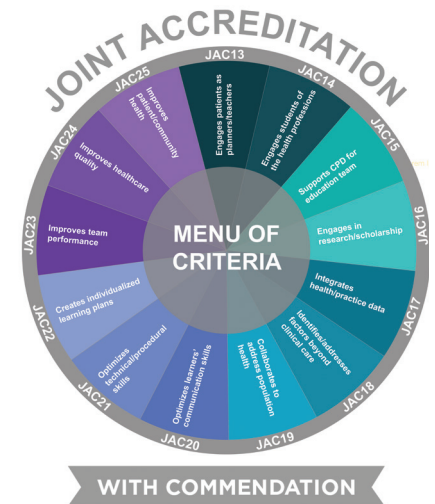 JOINT ACCREDITATION
JAC13
Engages patients as
planners/teachers
JAC14
Engages students of
the health professions
JAC15
Supports CPD for
education team
JAC16
Engages in
research/scholarship
JAC17
Integrates
health/practice data
JAC18
Identifies/addresses
factors beyond
clinical care
JAC19
Collaborates to
address population
health
JAC20
Optimizes learners'
communication skills
JAC21
Optimizes
technical/procedural
skills
JAC22
Creates individualized
learning plans
JAC23
Improves team
performance
JAC24
Improves healthcare
quality
JAC25
Improves
patient/community
health
MENU OF
CRITERIA
WITH COMMENDATION